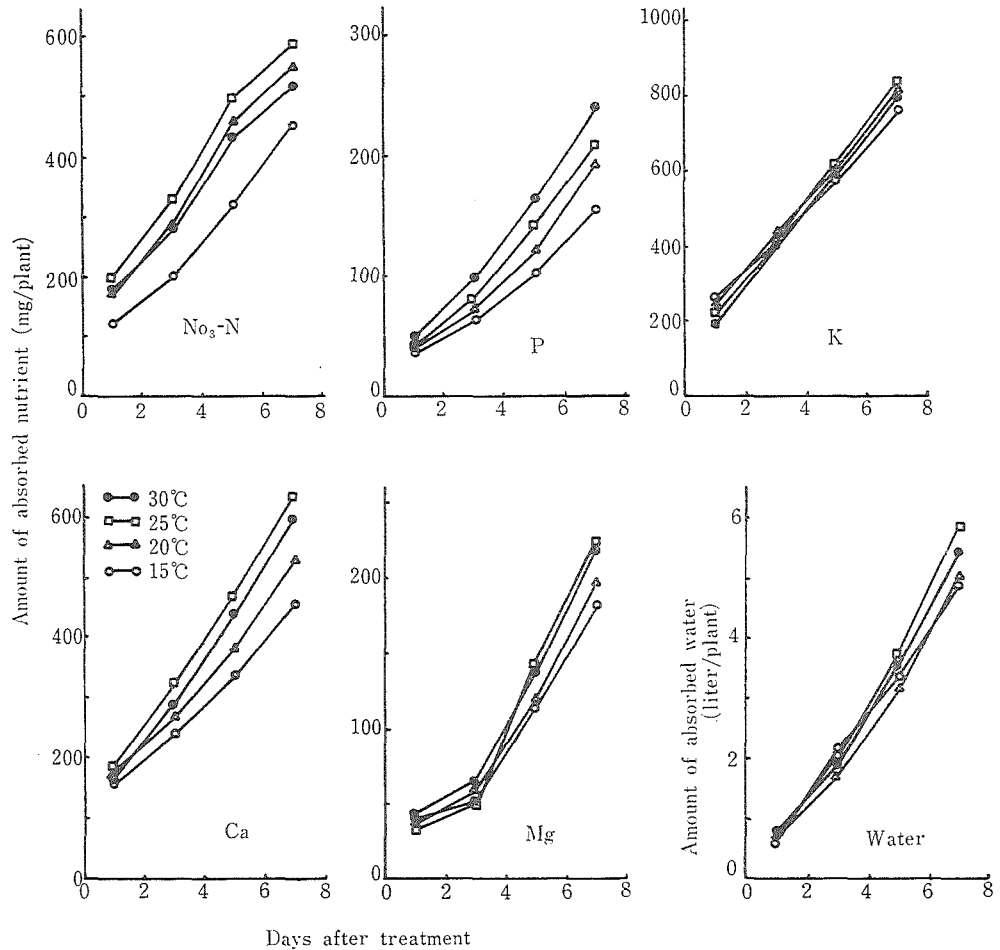 Amount of absorbed nutrient (mg/plant)
600
400
200
0
No₃-N
0 2 4 6 8
300
200
100
0
P
0 2 4 6 8
1000
800
600
400
200
0
K
0 2 4 6 8
600
400
200
0
30℃
25℃
20℃
15℃
Ca
0 2 4 6 8
200
100
0
Mg
0 2 4 6 8
Amount of absorbed water
(liter/plant)
6
4
2
0
Water
0 2 4 6 8
Days after treatment